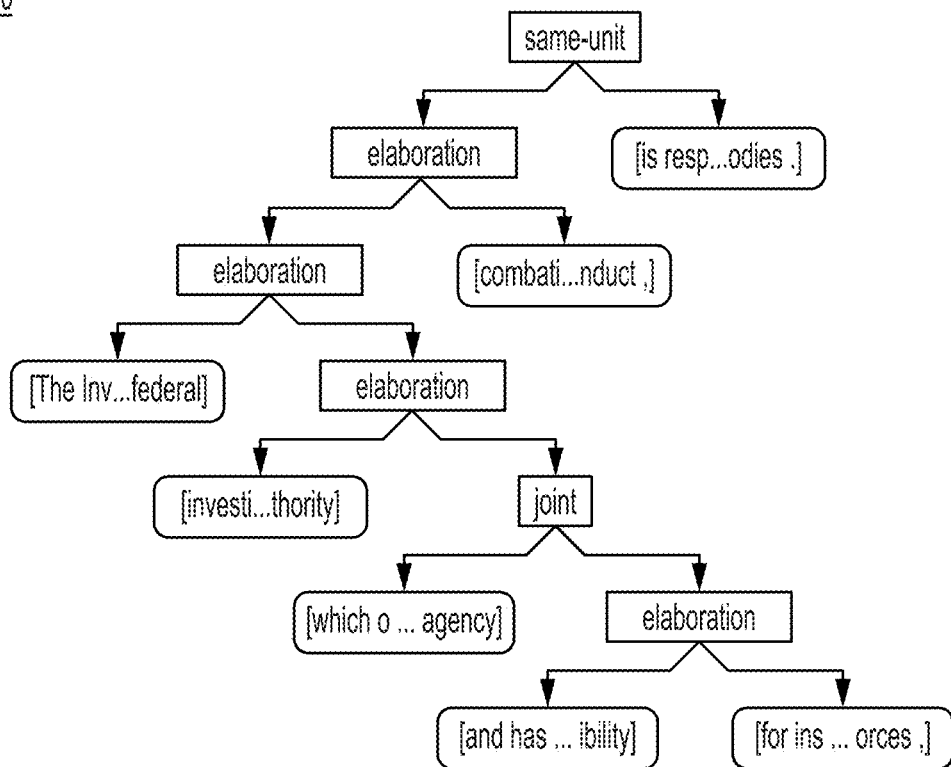 same-unit
elaboration
[is resp...odies .]
elaboration
[combati...nduct ,]
[The Inv...federal]
elaboration
[investi...thority]
joint
[which o ... agency]
elaboration
[and has ... ibility]
[for ins ... orces ,]